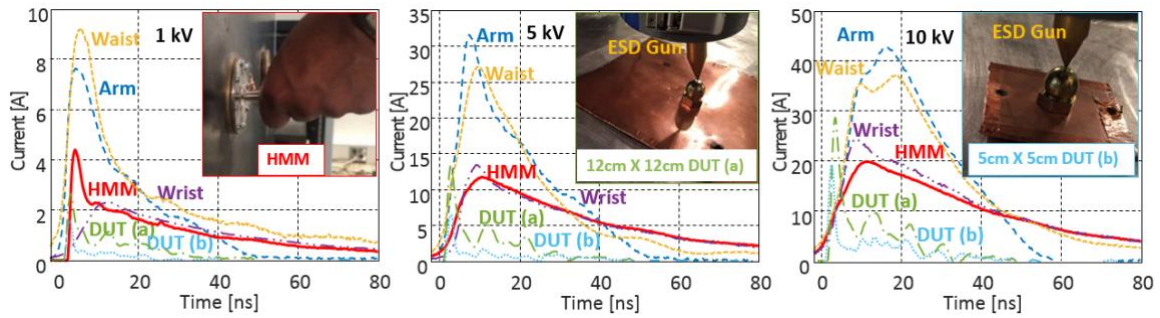 10
8
6
4
2
0
Current [A]
0
20
40
60
80
Time [ns]
1 kV
Waist
Arm
HMM
HMM
Wrist
DUT (a)
DUT (b)
35
30
25
20
15
10
5
0
Current [A]
0
20
40
60
80
Time [ns]
5 kV
Arm
Waist
ESD Gun
12cm X 12cm DUT (a)
Wrist
HMM
DUT (a)
DUT (b)
50
40
30
20
10
0
Current [A]
0
20
40
60
80
Time [ns]
10 kV
Arm
Waist
ESD Gun
5cm X 5cm DUT (b)
Wrist
HMM
DUT (a)
DUT (b)